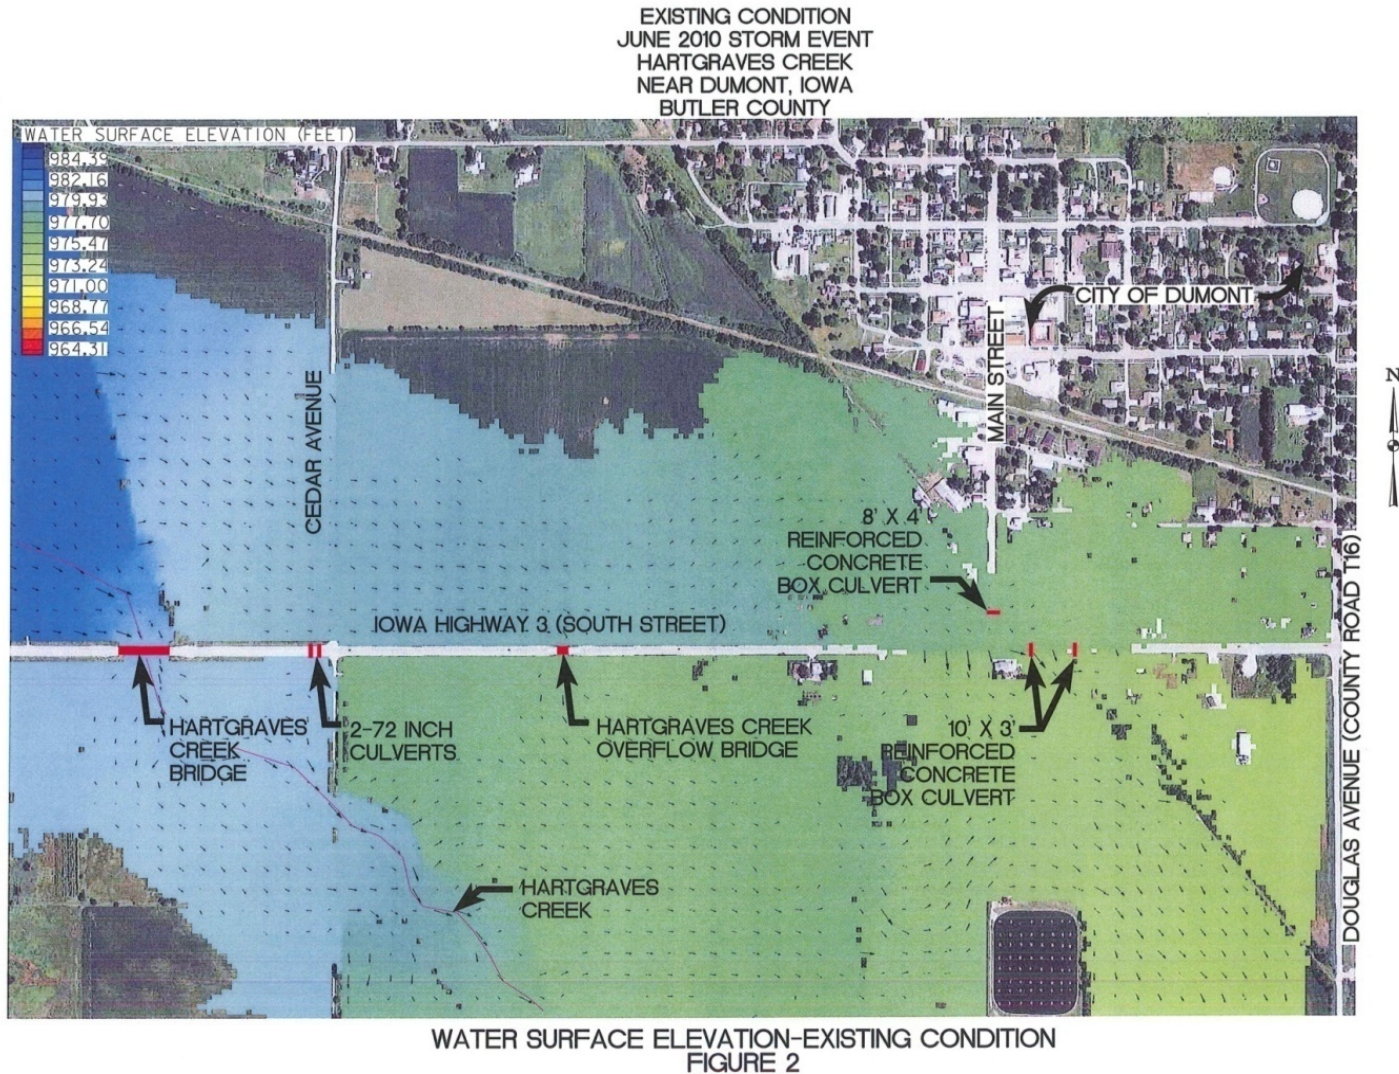 EXISTING CONDITION
JUNE 2010 STORM EVENT
HARTGRAVES CREEK
NEAR DUMONT, IOWA
BUTLER COUNTY
WATER SURFACE ELEVATION (FEET)
984.39
982.16
979.93
977.70
975.47
973.24
971.00
968.77
966.54
964.31
CITY OF DUMONT
MAIN STREET
CEDAR AVENUE
N
8' X 4'
REINFORCED
CONCRETE
BOX CULVERT
IOWA HIGHWAY 3 (SOUTH STREET)
HARTGRAVES
CREEK
BRIDGE
2-72 INCH
CULVERTS
HARTGRAVES CREEK
OVERFLOW BRIDGE
10' X 3'
REINFORCED
CONCRETE
BOX CULVERT
HARTGRAVES
CREEK
DOUGLAS AVENUE (COUNTY ROAD T16)
WATER SURFACE ELEVATION-EXISTING CONDITION
FIGURE 2